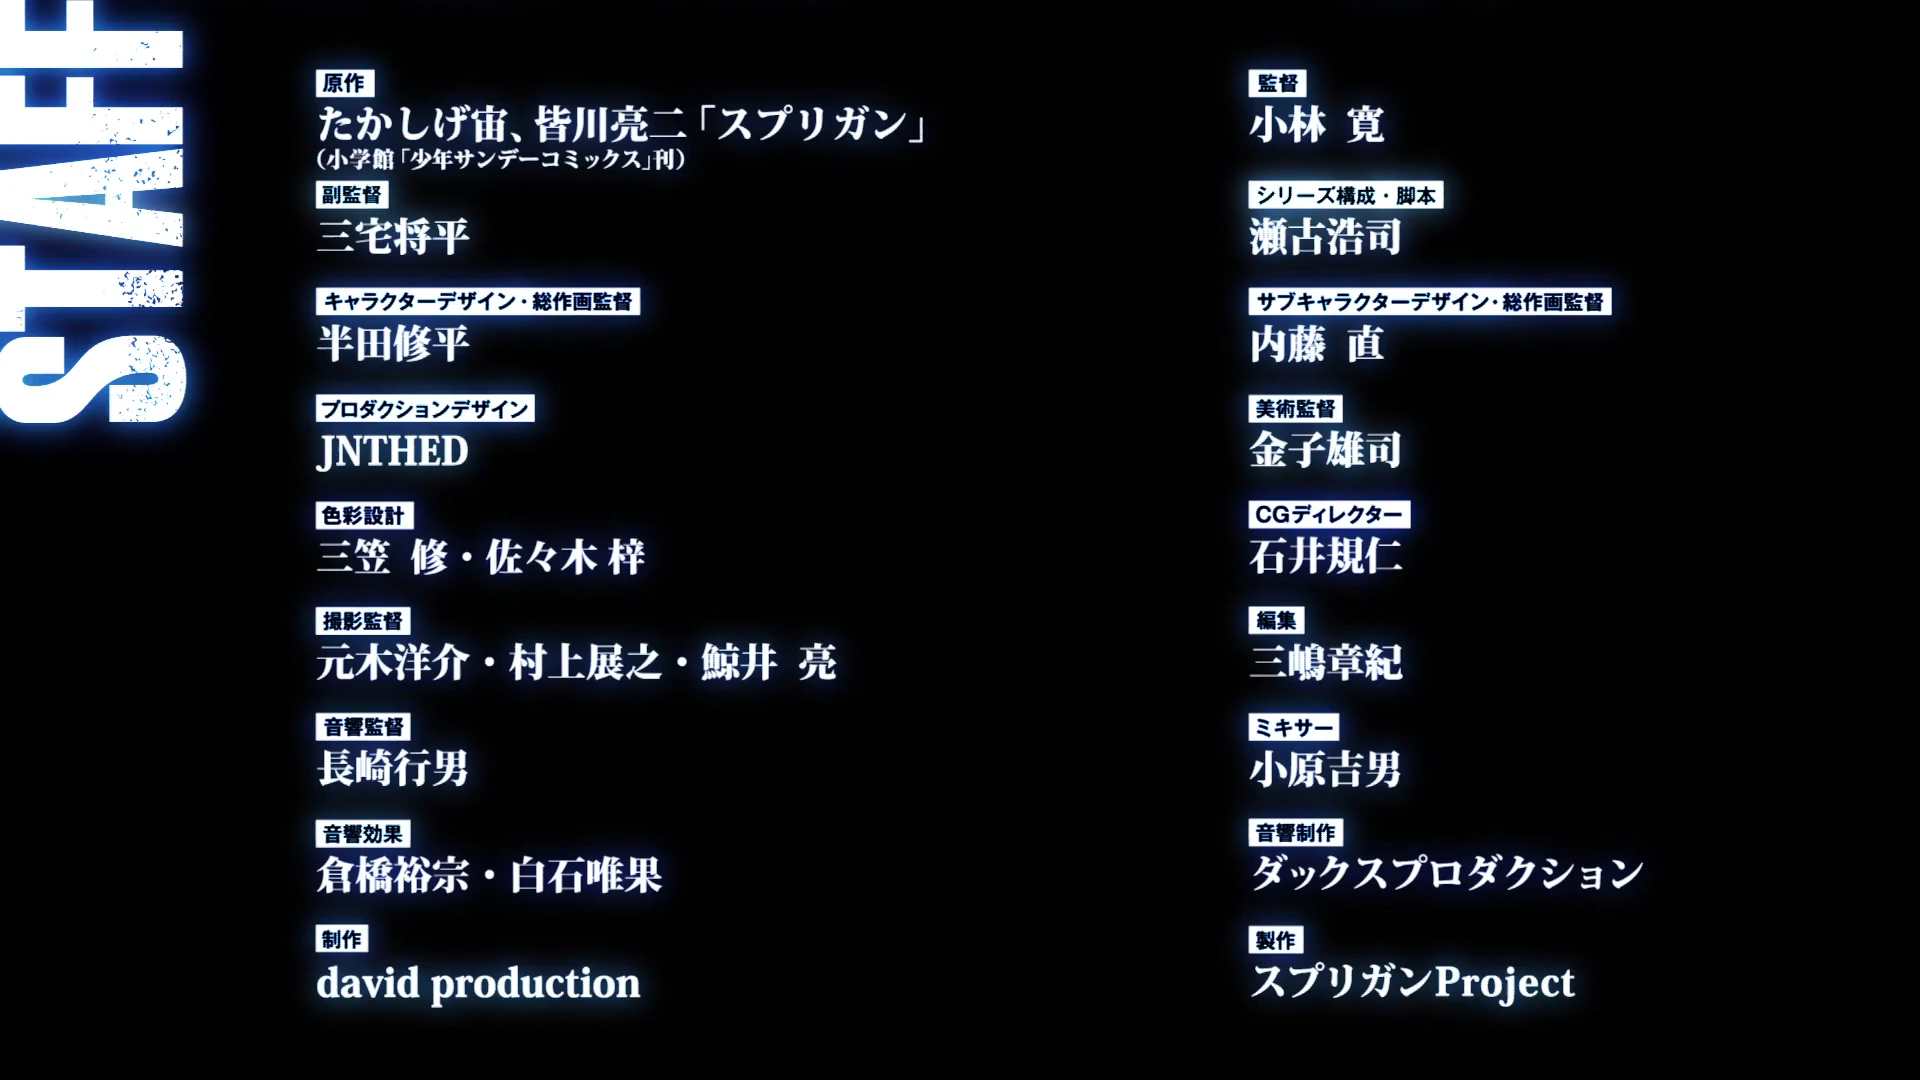 STAFF
原作
たかしげ宙、皆川亮二「スプリガン」
(小学館「少年サンデーコミックス」刊)
監督
小林 寛
副監督
三宅将平
シリーズ構成・脚本
瀬古浩司
キャラクターデザイン・総作画監督
半田修平
サブキャラクターデザイン・総作画監督
内藤 直
プロダクションデザイン
JNTHED
美術監督
金子雄司
色彩設計
三笠 修・佐々木 梓
CGディレクター
石井規仁
撮影監督
元木洋介・村上展之・鯨井 亮
編集
三嶋章紀
音響監督
長崎行男
ミキサー
小原吉男
音響効果
倉橋裕宗・白石唯果
音響制作
ダックスプロダクション
制作
david production
製作
スプリガンProject